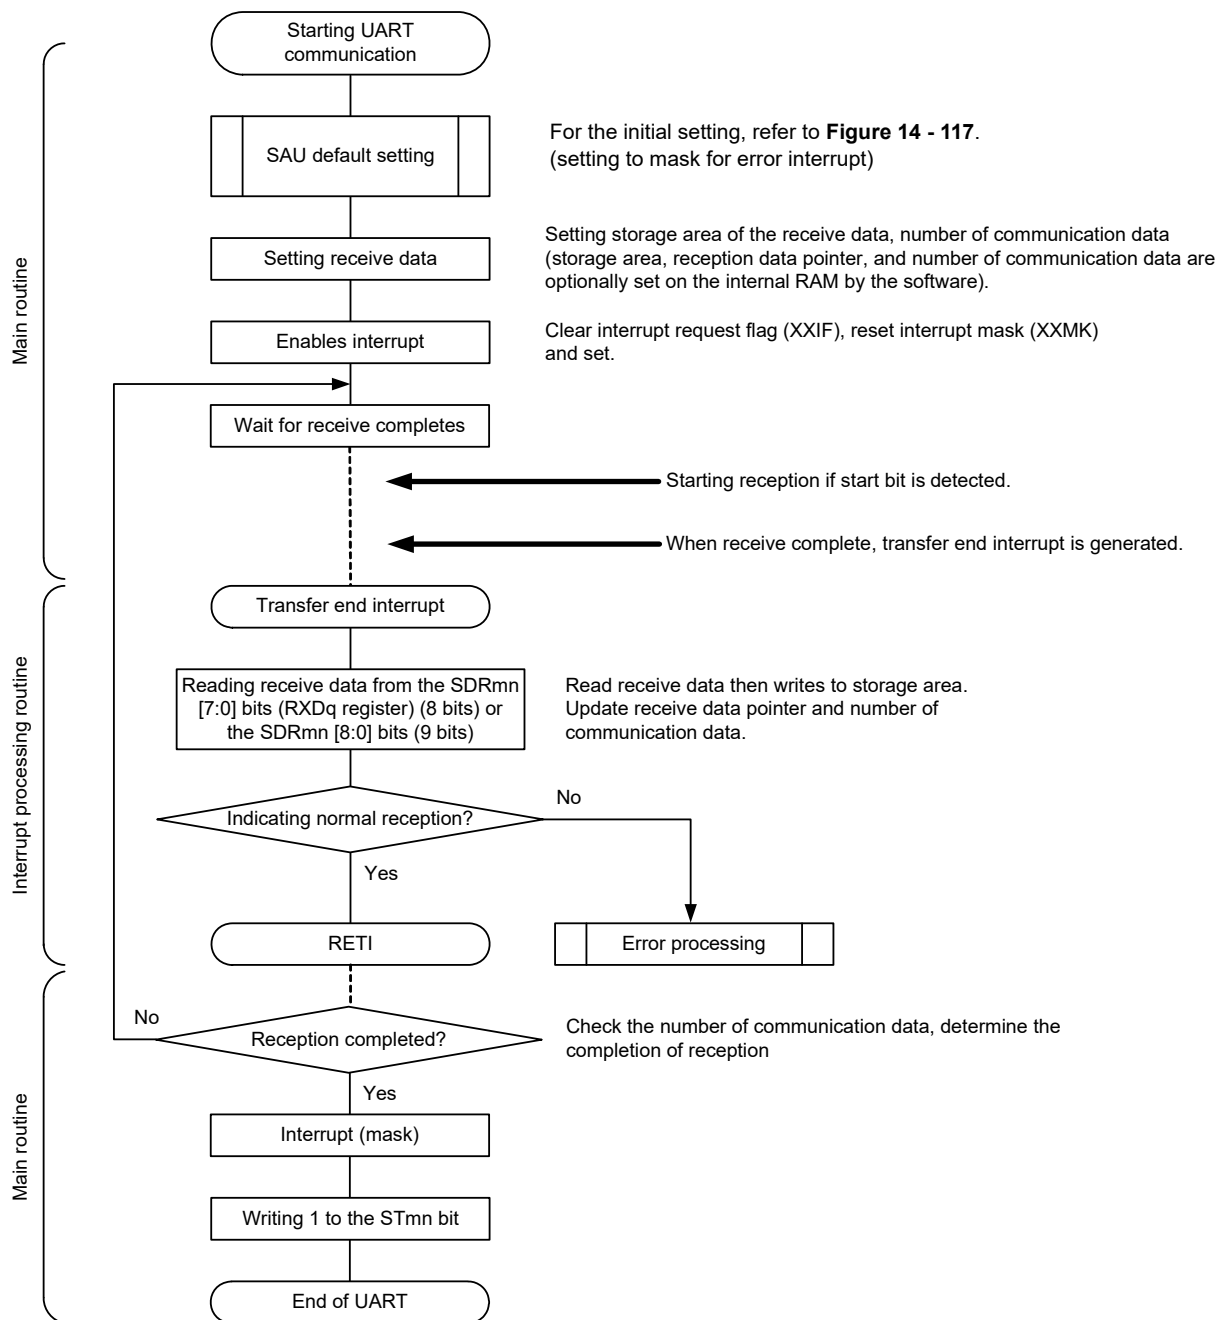 Starting UART
communication
SAU default setting
For the initial setting, refer to Figure 14 - 117.
(setting to mask for error interrupt)
Setting receive data
Setting storage area of the receive data, number of communication data
(storage area, reception data pointer, and number of communication data are
optionally set on the internal RAM by the software).
Main routine
Enables interrupt
Clear interrupt request flag (XXIF), reset interrupt mask (XXMK)
and set.
Wait for receive completes
Starting reception if start bit is detected.
When receive complete, transfer end interrupt is generated.
Transfer end interrupt
Reading receive data from the SDRmn
[7:0] bits (RXDq register) (8 bits) or
the SDRmn [8:0] bits (9 bits)
Read receive data then writes to storage area.
Update receive data pointer and number of
communication data.
Interrupt processing routine
Indicating normal reception?
No
Yes
RETI
Error processing
No
Reception completed?
Check the number of communication data, determine the
completion of reception
Yes
Main routine
Interrupt (mask)
Writing 1 to the STmn bit
End of UART